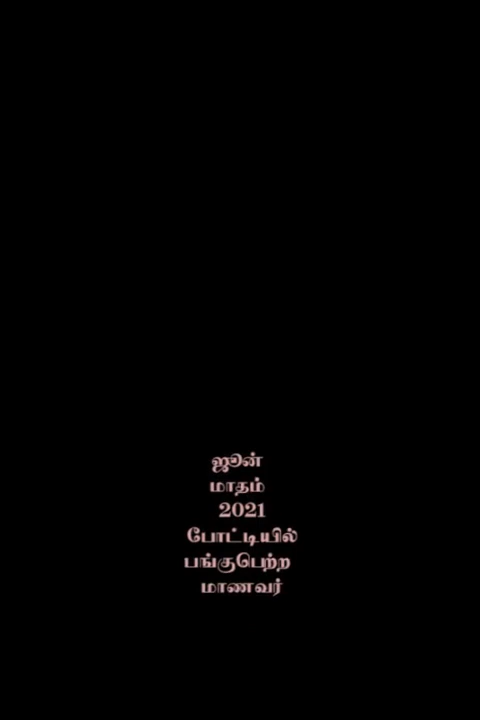 ஜூன்
மாதம்
2021
போட்டியில்
பங்குபெற்ற
மாணவர்